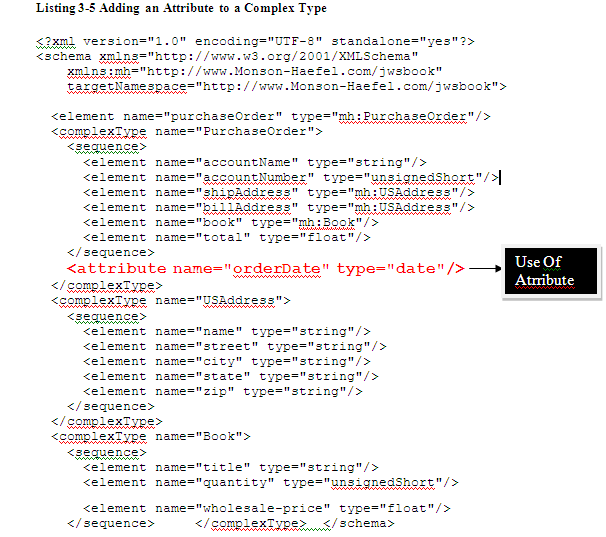 Listing 3-5 Adding an Attribute to a Complex Type
<?xml version="1.0" encoding="UTF-8" standalone="yes"?>
<schema xmlns="http://www.w3.org/2001/XMLSchema"
xmlns:mh="http://www.Monson-Haefel.com/jwsbook"
targetNamespace="http://www.Monson-Haefel.com/jwsbook">
<element name="purchaseOrder" type="mh:PurchaseOrder"/>
<complexType name="PurchaseOrder">
<sequence>
<element name="accountName" type="string"/>
<element name="accountNumber" type="unsignedShort"/>
<element name="shipAddress" type="mh:USAddress"/>
<element name="billAddress" type="mh:USAddress"/>
<element name="book" type="mh:Book"/>
<element name="total" type="float"/>
</sequence>
<attribute name="orderDate" type="date"/>
Use Of
Atrribute
</complexType>
<complexType name="USAddress">
<sequence>
<element name="name" type="string"/>
<element name="street" type="string"/>
<element name="city" type="string"/>
<element name="state" type="string"/>
<element name="zip" type="string"/>
</sequence>
</complexType>
<complexType name="Book">
<sequence>
<element name="title" type="string"/>
<element name="quantity" type="unsignedShort"/>
<element name="wholesale-price" type="float"/>
</sequence> </complexType> </schema>